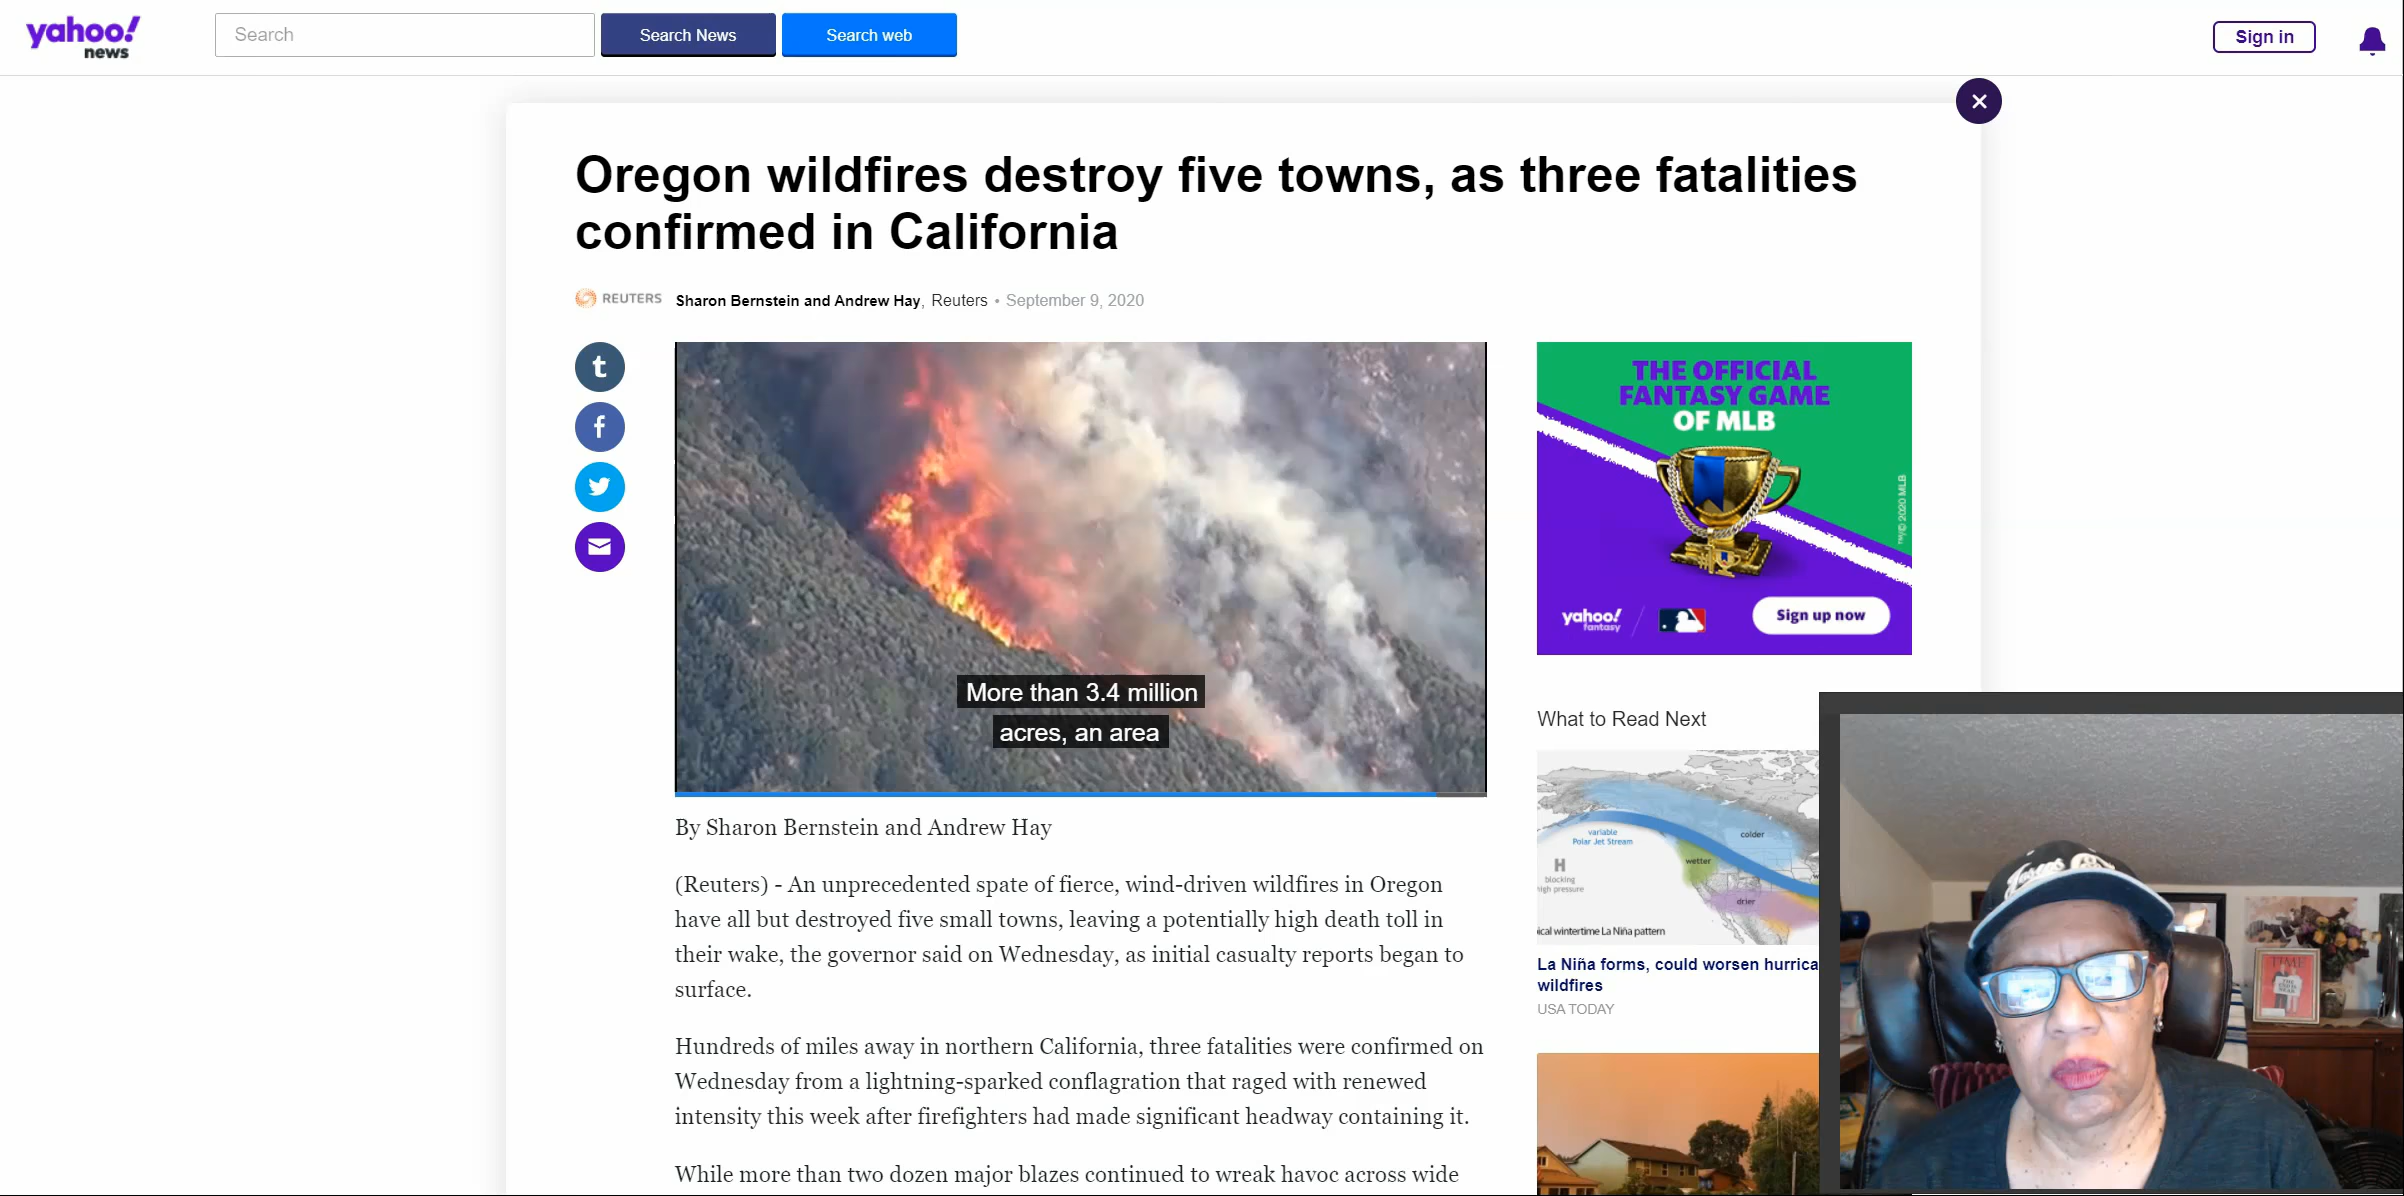 yahoo!
news
Search
Search News
Search web
Sign in
Oregon wildfires destroy five towns, as three fatalities
confirmed in California
REUTERS
Sharon Bernstein and Andrew Hay, Reuters • September 9, 2020
THE OFFICIAL
FANTASY GAME
OF MLB
TM/© 2020 MLB
yahoo!
fantasy
Sign up now
More than 3.4 million
acres, an area
By Sharon Bernstein and Andrew Hay
(Reuters) - An unprecedented spate of fierce, wind-driven wildfires in Oregon
have all but destroyed five small towns, leaving a potentially high death toll in
their wake, the governor said on Wednesday, as initial casualty reports began to
surface.
Hundreds of miles away in northern California, three fatalities were confirmed on
Wednesday from a lightning-sparked conflagration that raged with renewed
intensity this week after firefighters had made significant headway containing it.
While more than two dozen major blazes continued to wreak havoc across wide
What to Read Next
variable
Polar Jet Stream
colder
wetter
H
blocking
high pressure
drier
wintertime La Niña pattern
La Niña forms, could worsen
wildfires
USA TODAY
TIME